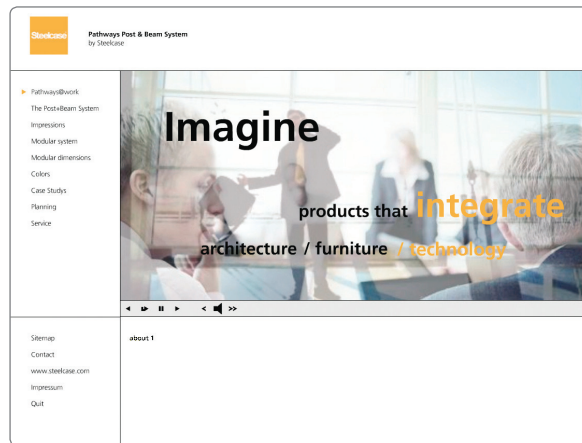 Steelcase
Pathways Post & Beam System
by Steelcase
Pathways@work
The Post+Beam System
Impressions
Modular system
Modular dimensions
Colors
Case Studys
Planning
Service
Imagine
products that integrate
architecture / furniture / technology
Sitemap
Contact
www.steelcase.com
Impressum
Quit
about 1